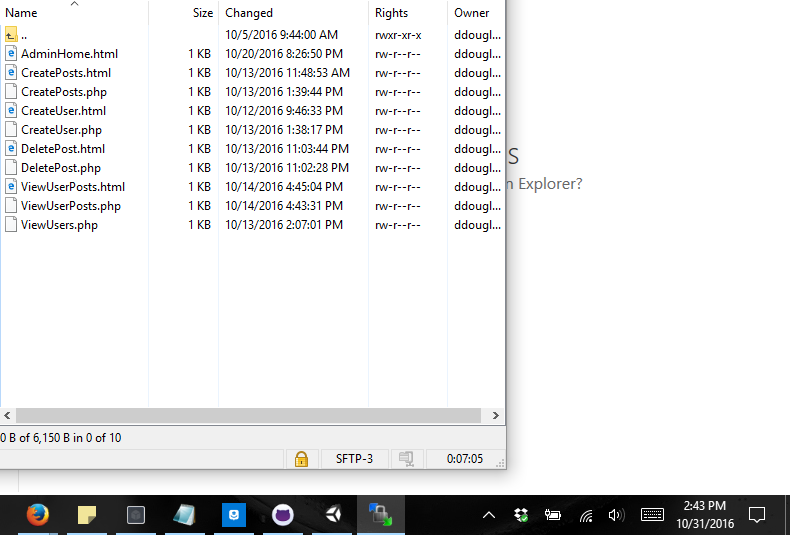 Name Size Changed Rights Owner
.. 10/5/2016 9:44:00 AM rwxr-xr-x ddougl...
AdminHome.html 1 KB 10/20/2016 8:26:50 PM rw-r--r-- ddougl...
CreatePosts.html 1 KB 10/13/2016 11:48:53 AM rw-r--r-- ddougl...
CreatePosts.php 1 KB 10/13/2016 1:39:44 PM rw-r--r-- ddougl...
CreateUser.html 1 KB 10/12/2016 9:46:33 PM rw-r--r-- ddougl...
CreateUser.php 1 KB 10/13/2016 1:38:17 PM rw-r--r-- ddougl...
DeletePost.html 1 KB 10/13/2016 11:03:44 PM rw-r--r-- ddougl...
DeletePost.php 1 KB 10/13/2016 11:02:28 PM rw-r--r-- ddougl...
ViewUserPosts.html 1 KB 10/14/2016 4:45:04 PM rw-r--r-- ddougl...
ViewUserPosts.php 1 KB 10/14/2016 4:43:31 PM rw-r--r-- ddougl...
ViewUsers.php 1 KB 10/13/2016 2:07:01 PM rw-r--r-- ddougl...
s
n Explorer?
0 B of 6,150 B in 0 of 10
SFTP-3 0:07:05
2:43 PM
10/31/2016